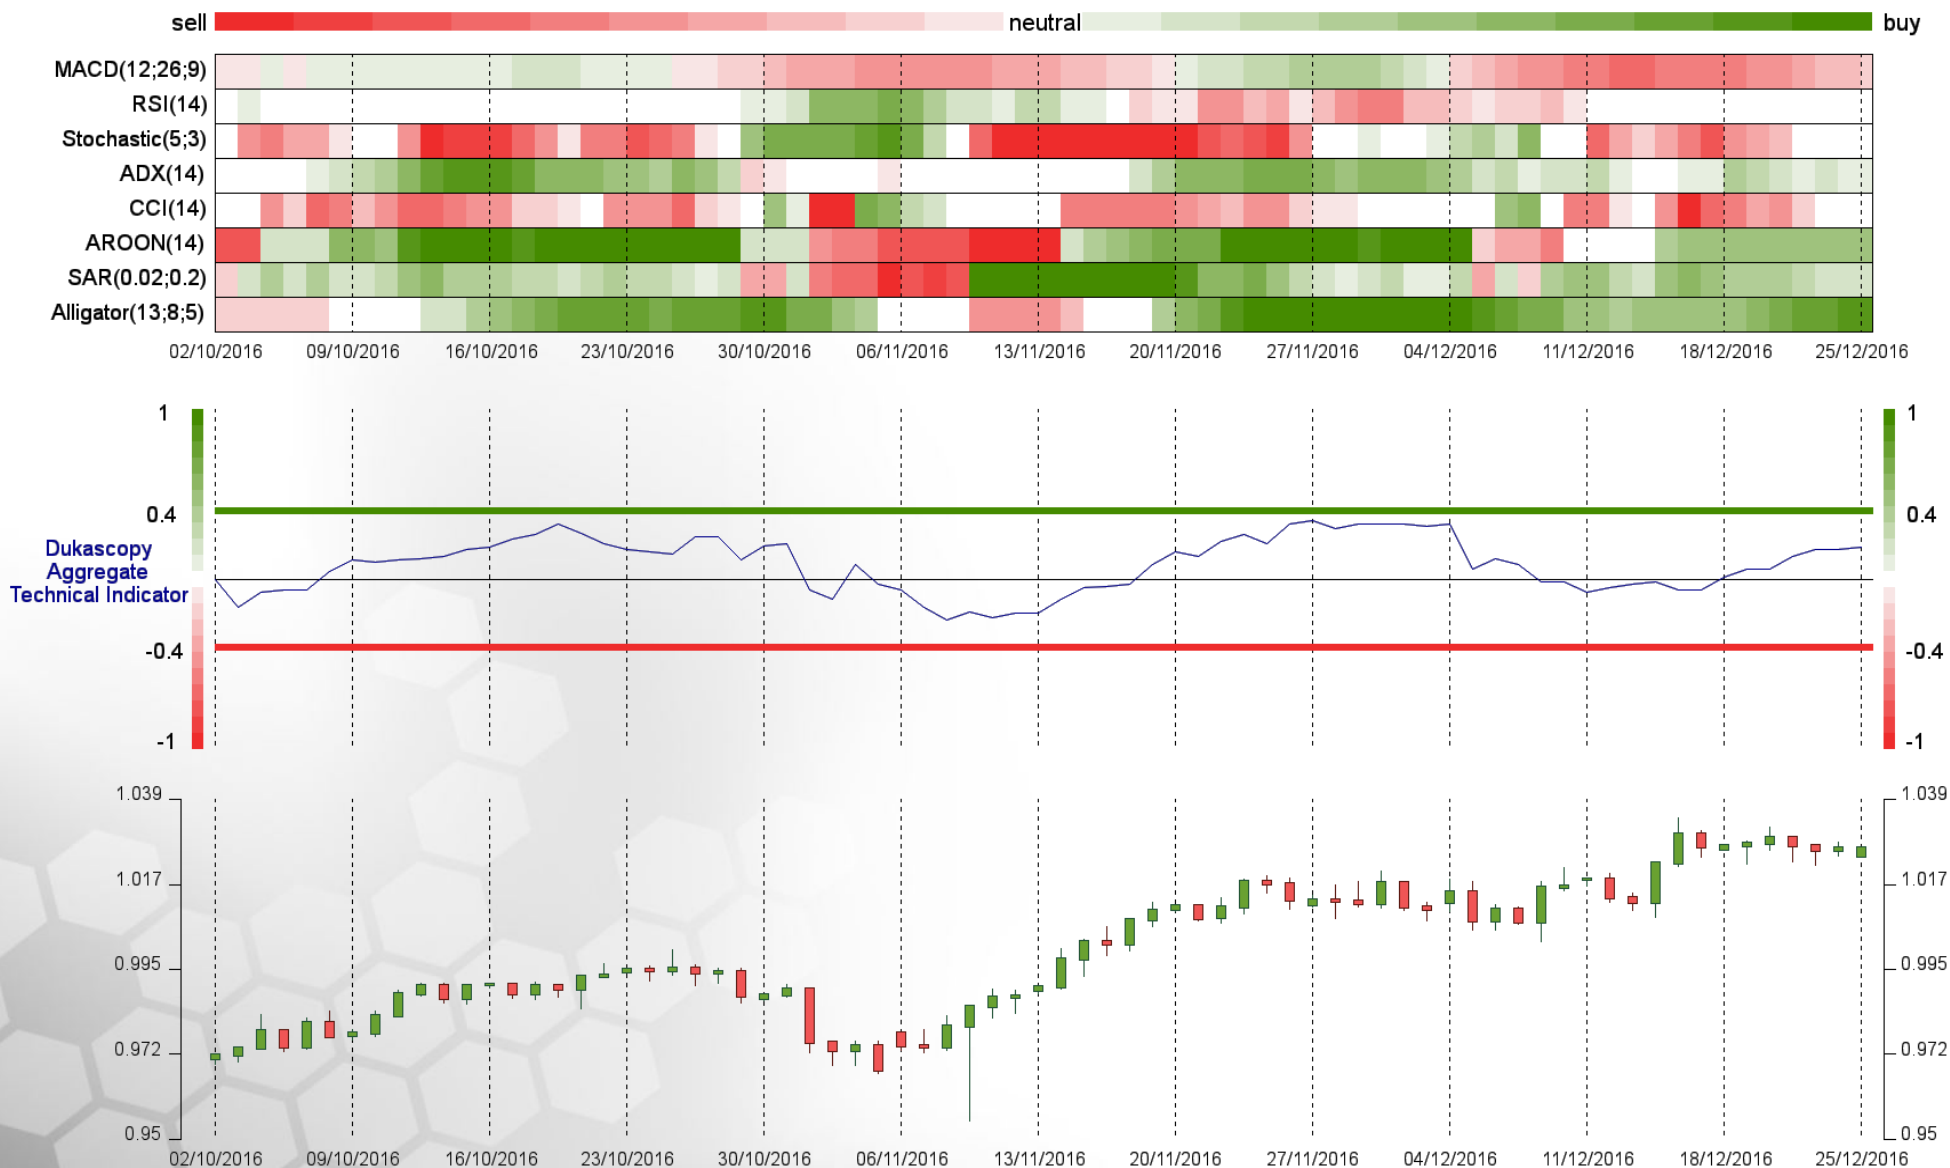 sell neutral buy
MACD(12;26;9)
RSI(14)
Stochastic(5;3)
ADX(14)
CCI(14)
AROON(14)
SAR(0.02;0.2)
Alligator(13;8;5)
02/10/2016 09/10/2016 16/10/2016 23/10/2016 30/10/2016 06/11/2016 13/11/2016 20/11/2016 27/11/2016 04/12/2016 11/12/2016 18/12/2016 25/12/2016
1 1
0.4 0.4
Dukascopy
Aggregate
Technical Indicator
-0.4 -0.4
-1 -1
1.039 1.039
1.017 1.017
0.995 0.995
0.972 0.972
0.95 0.95
02/10/2016 09/10/2016 16/10/2016 23/10/2016 30/10/2016 06/11/2016 13/11/2016 20/11/2016 27/11/2016 04/12/2016 11/12/2016 18/12/2016 25/12/2016